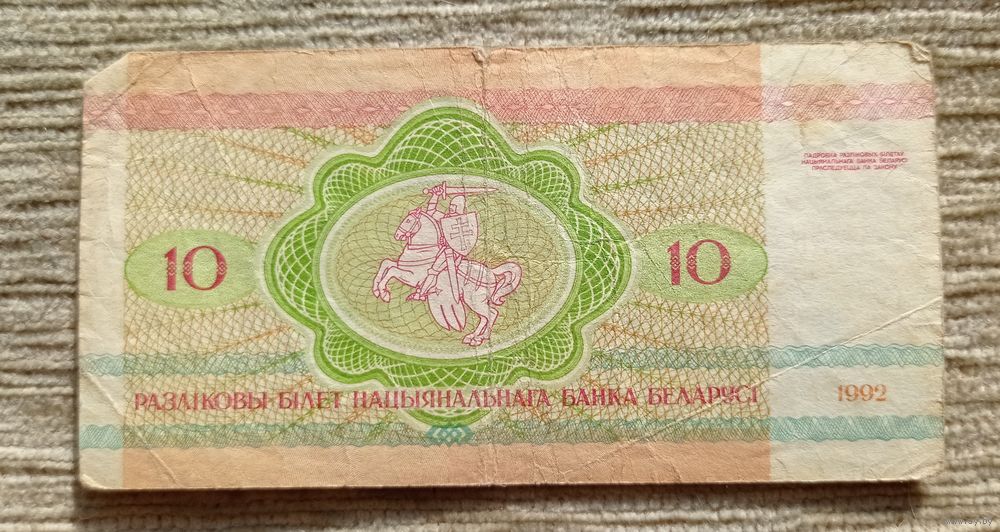 ПАДРОБКА РАЗЛІКОВЫХ БІЛЕТАЎ
НАЦЫЯНАЛЬНАГА БАНКА БЕЛАРУСІ
ПРАСЛЕДУЕЦЦА ПА ЗАКОНУ
10
10
РАЗЛІКОВЫ БІЛЕТ НАЦЫЯНАЛЬНАГА БАНКА БЕЛАРУСІ
1992